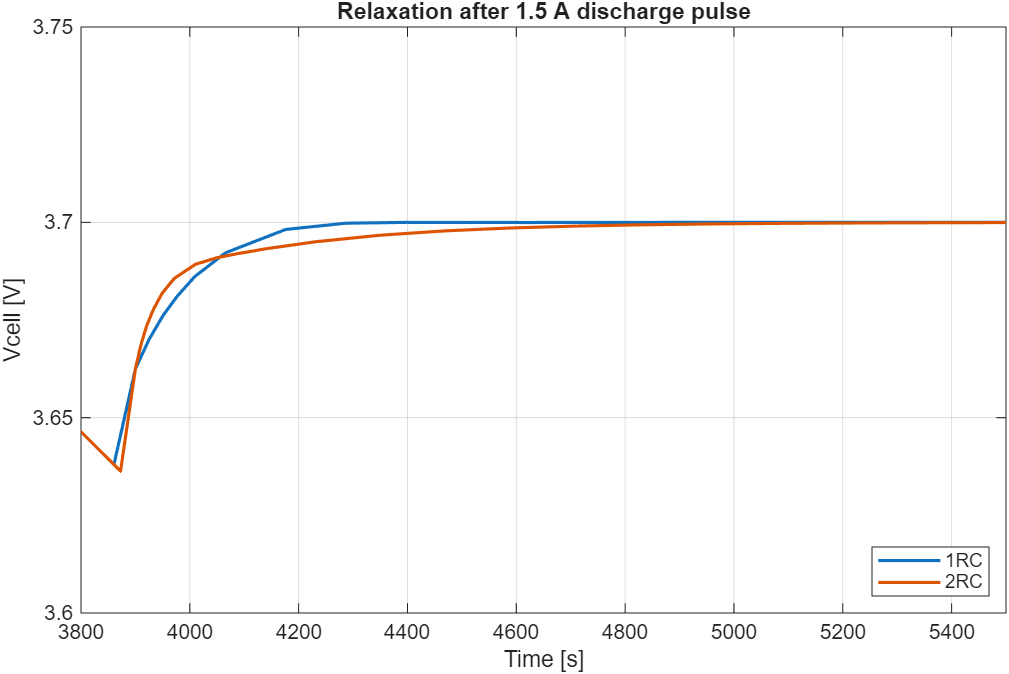 Relaxation after 1.5 A discharge pulse
3.75
3.7
3.65
3.6
Vcell [V]
3800 4000 4200 4400 4600 4800 5000 5200 5400
Time [s]
1RC
2RC